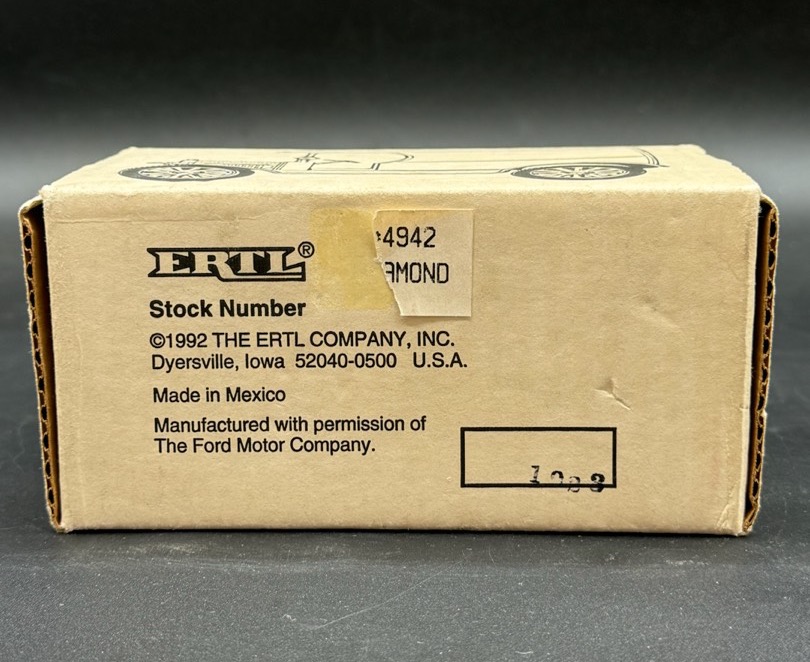 ERTL®
4942
AMOND
Stock Number
©1992 THE ERTL COMPANY, INC.
Dyersville, Iowa 52040-0500 U.S.A.
Made in Mexico
Manufactured with permission of
The Ford Motor Company.